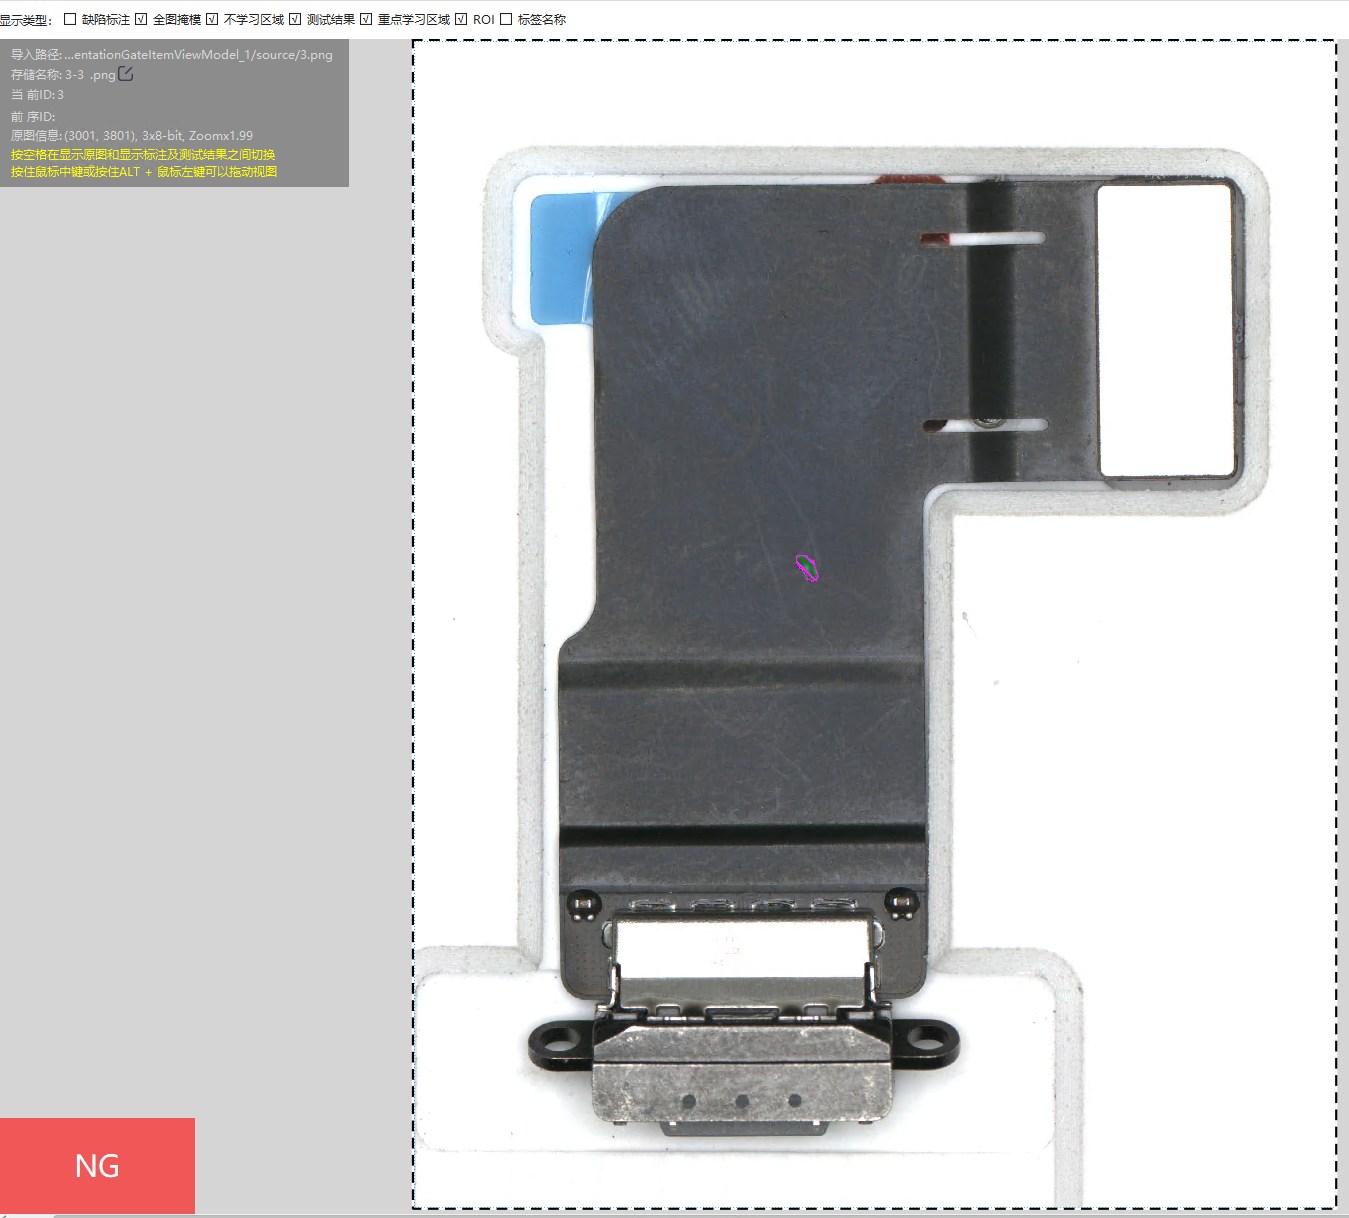 显示类型: 缺陷标注 全图掩模 不学习区域 测试结果 重点学习区域 ROI 标签名称
导入路径: ...entationGateItemViewModel_1/source/3.png
存储名称: 3-3 .png
当 前ID: 3
前 序ID:
原图信息: (3001, 3801), 3x8-bit, Zoomx1.99
按空格在显示原图和显示标注及测试结果之间切换
按住鼠标中键或按住ALT + 鼠标左键可以拖动视图
NG